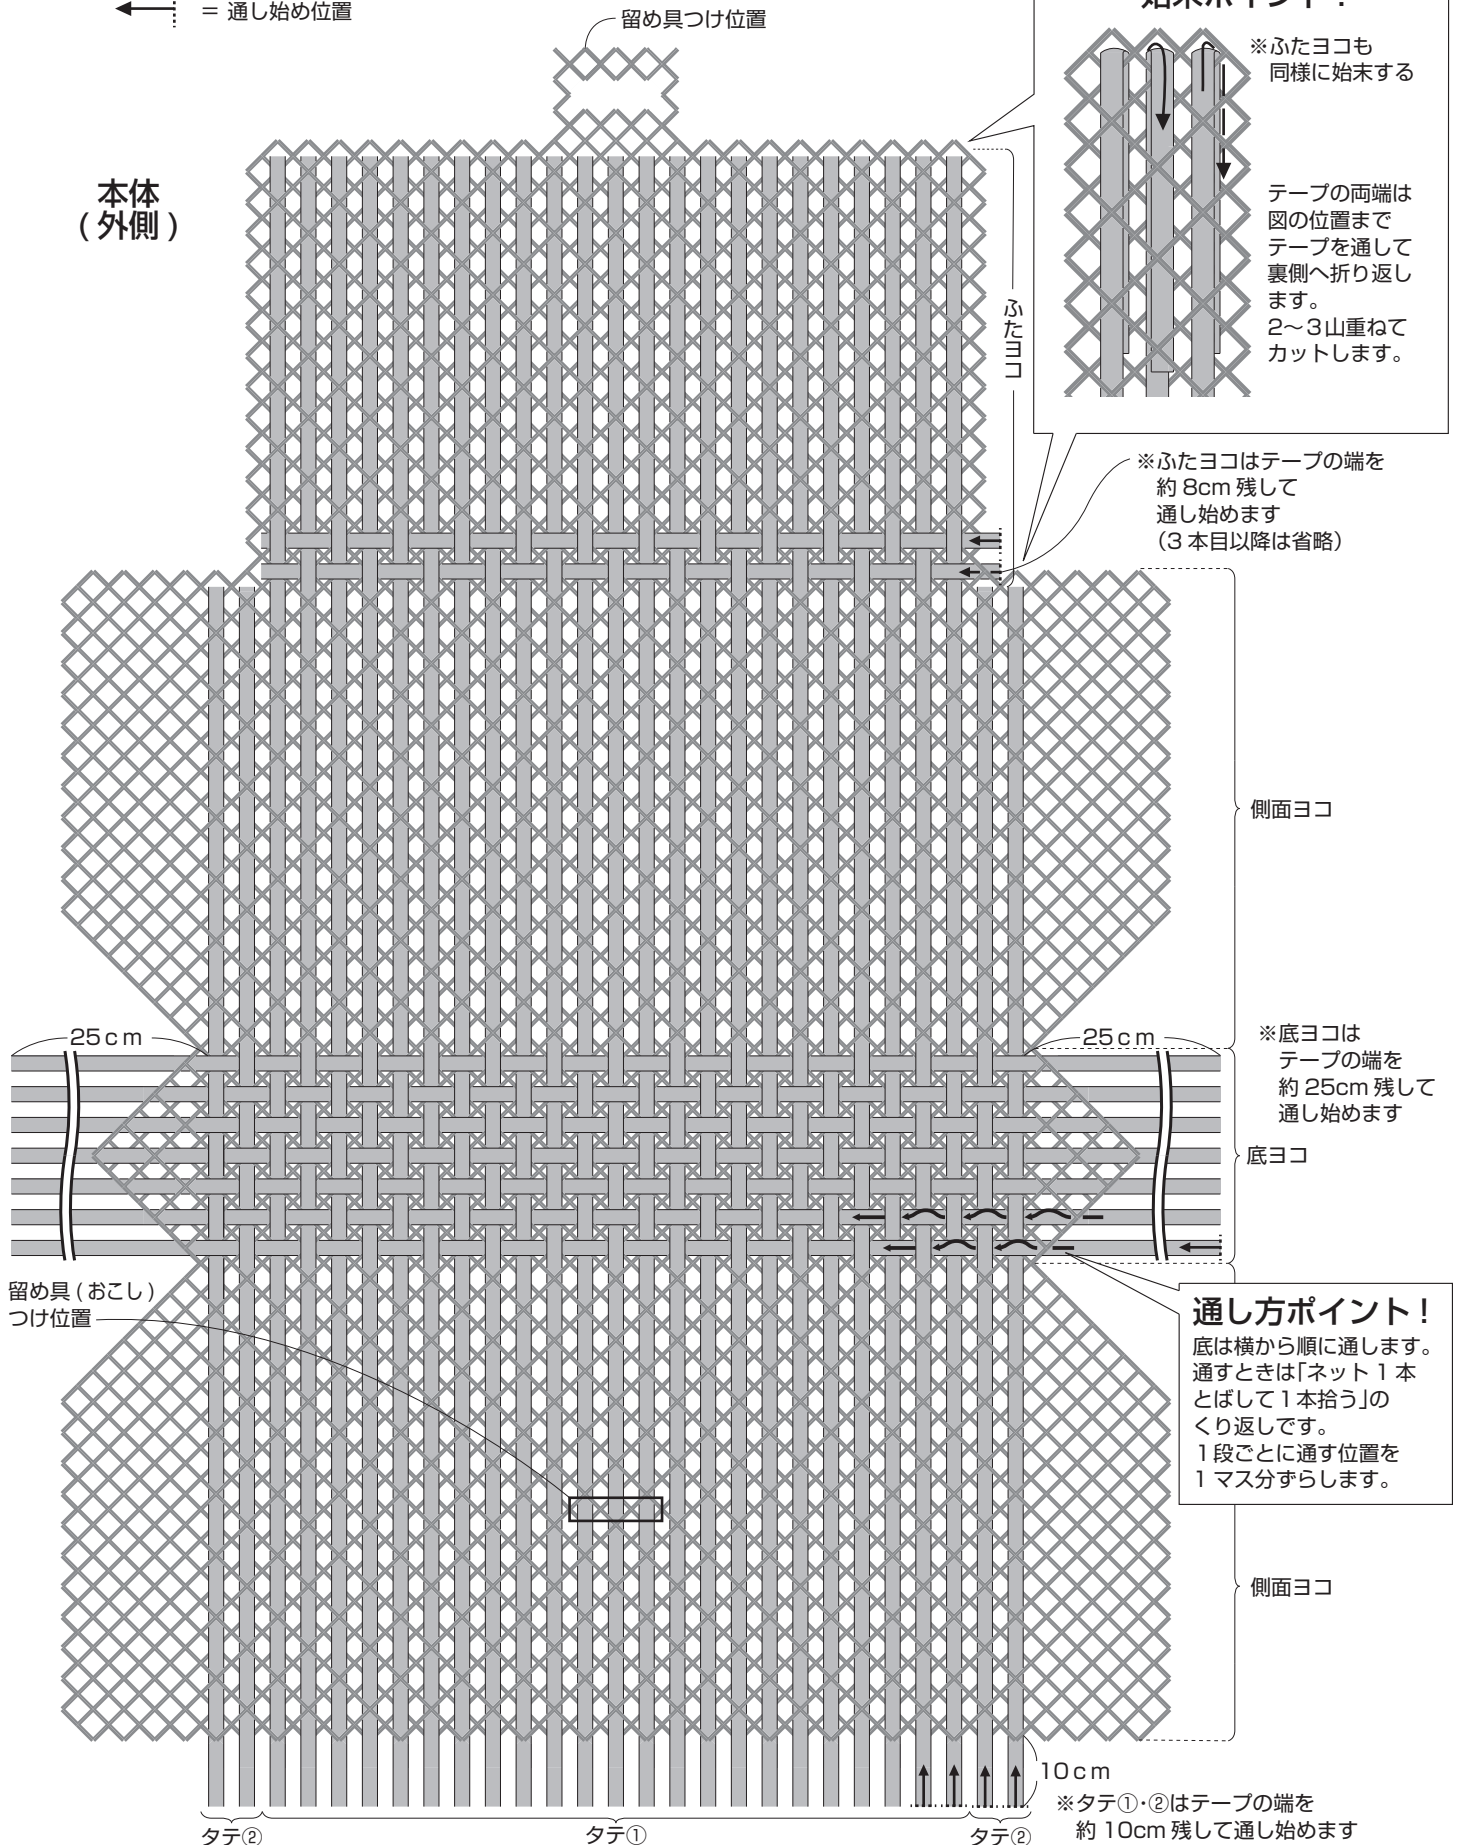 = 通し始め位置
留め具つけ位置
始末ポイント!
※ふたヨコも
同様に始末する
テープの両端は
図の位置まで
テープを通して
裏側へ折り返し
ます。
2〜3山重ねて
カットします。
本体
(外側)
ふたヨコ
※ふたヨコはテープの端を
約 8cm 残して
通し始めます
(3 本目以降は省略)
側面ヨコ
25cm
25cm
※底ヨコは
テープの端を
約 25cm 残して
通し始めます
底ヨコ
留め具(おこし)
つけ位置
通し方ポイント!
底は横から順に通します。
通すときは「ネット 1 本
とばして 1 本拾う」の
くり返しです。
1段ごとに通す位置を
1 マス分ずらします。
側面ヨコ
10cm
※タテ①・②はテープの端を
約 10cm 残して通し始めます
タテ②
タテ①
タテ②